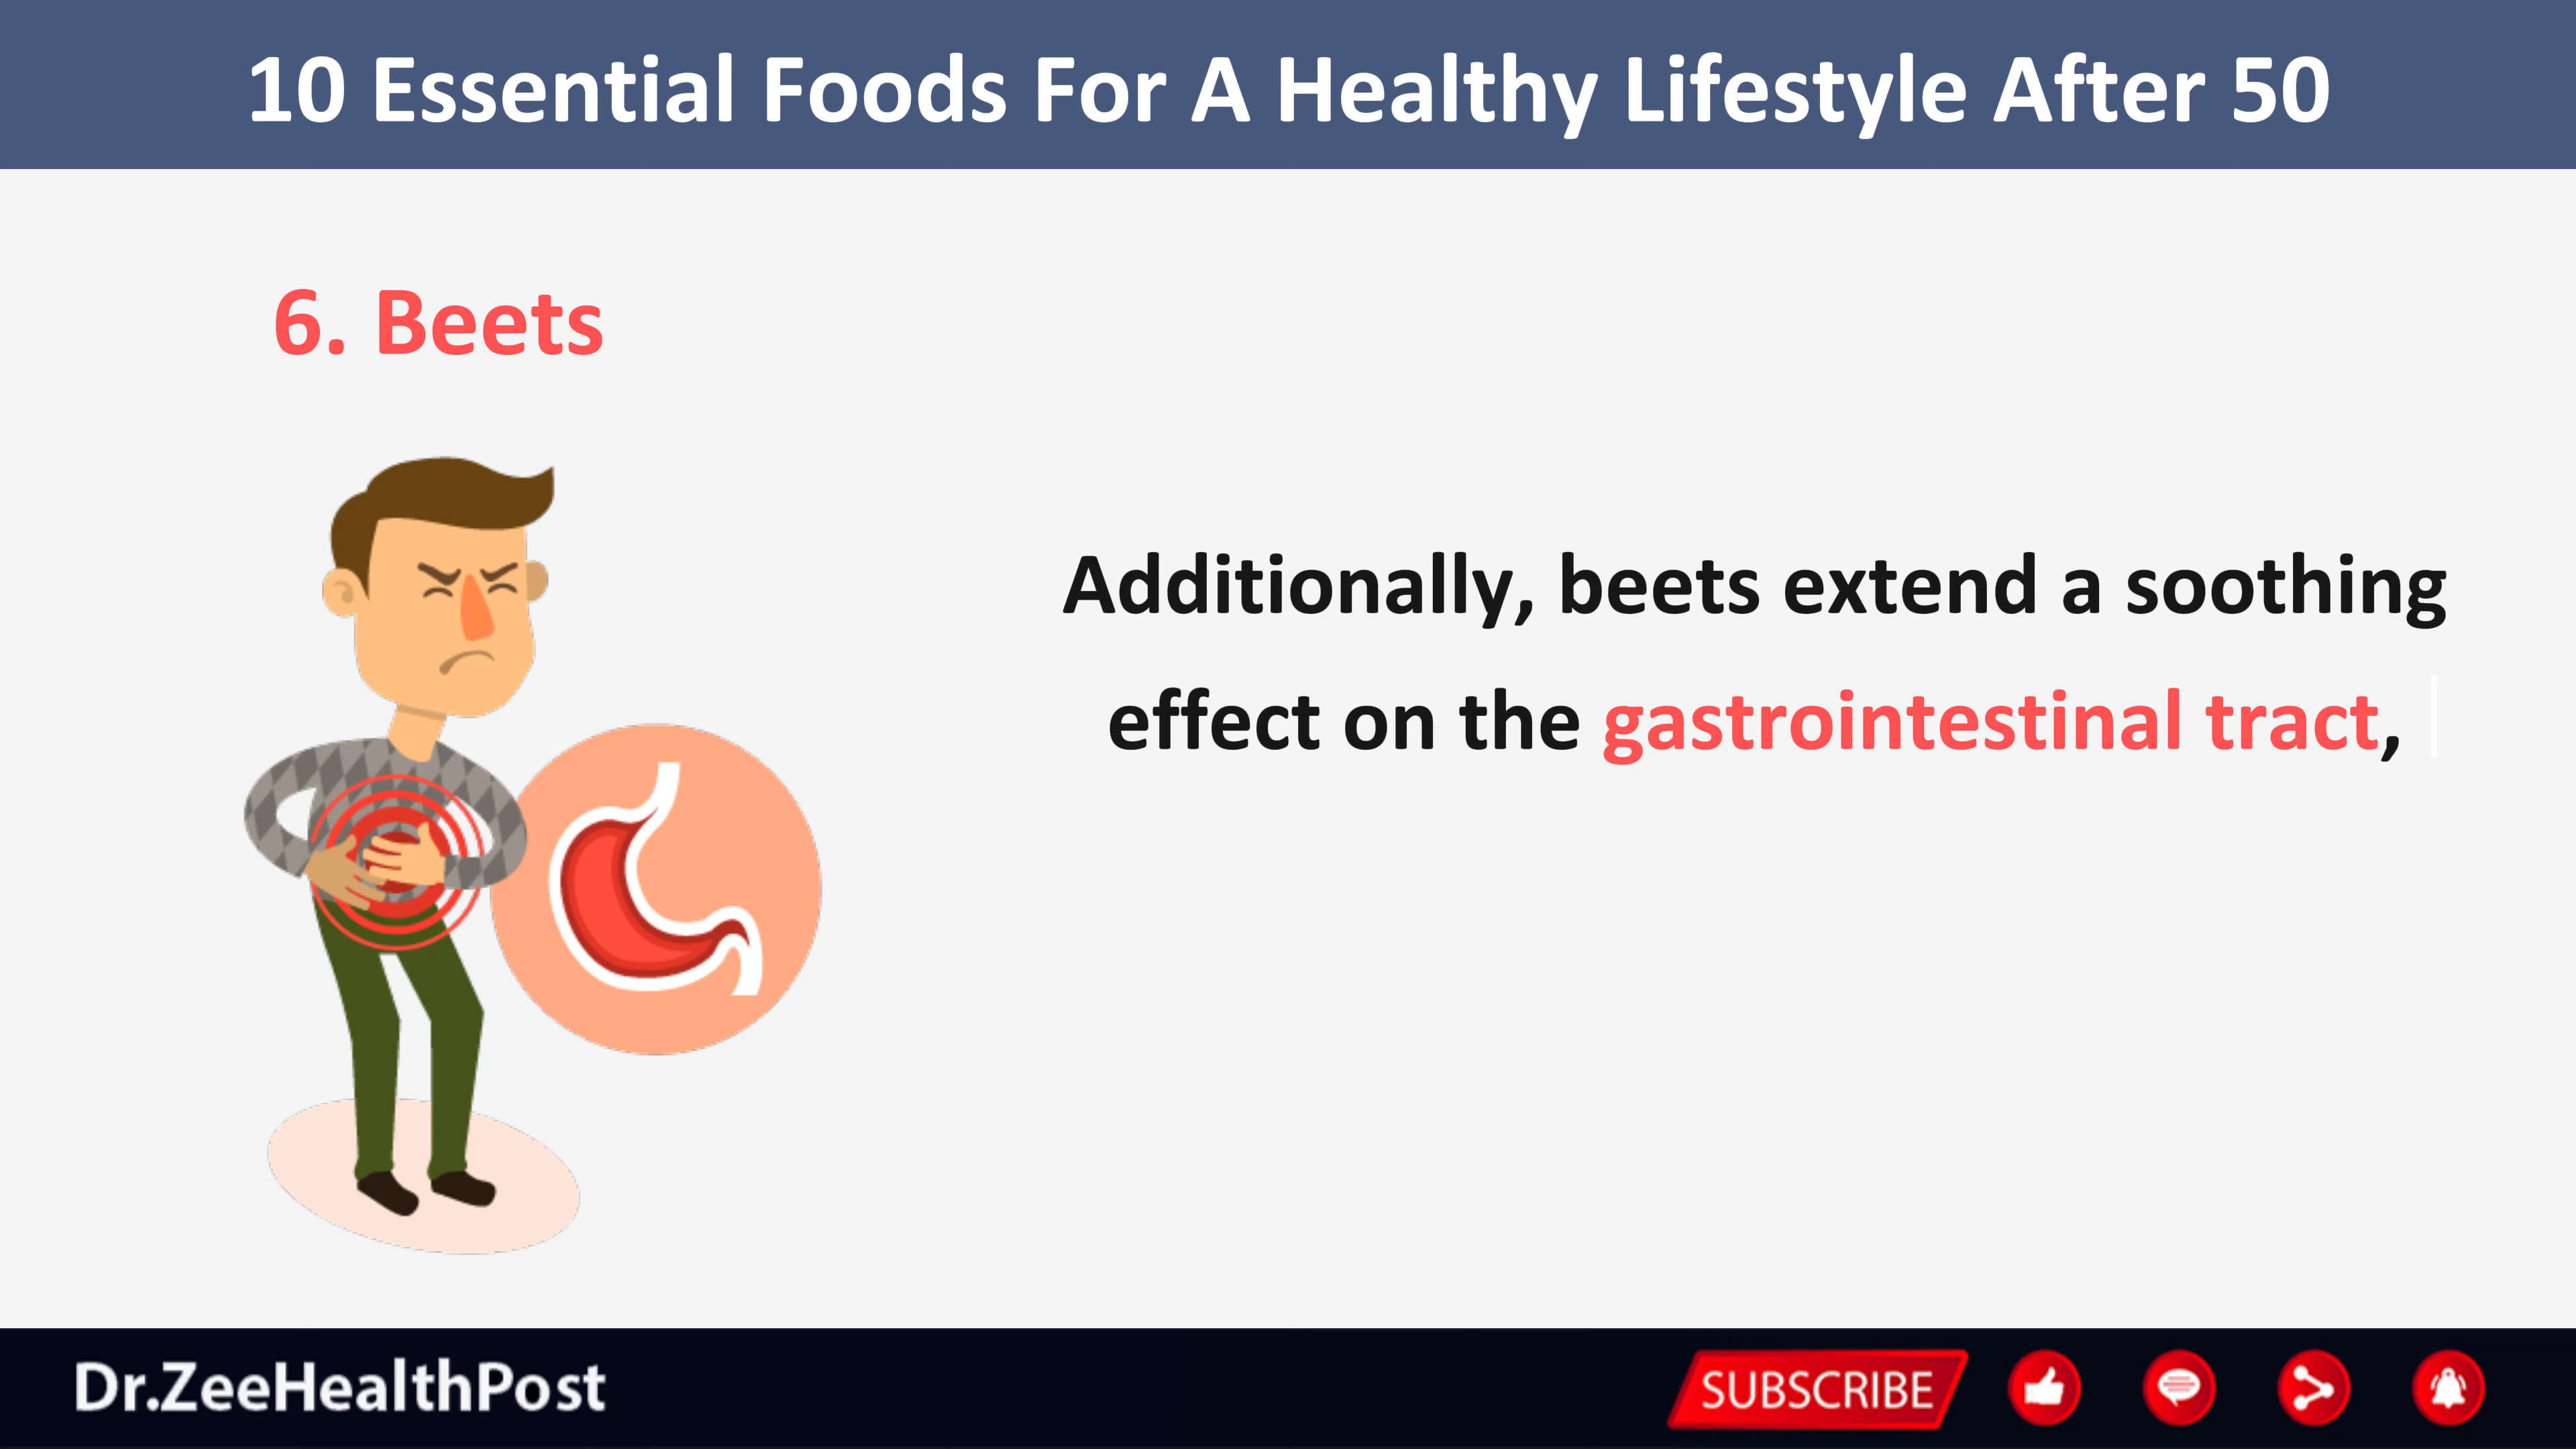 10 Essential Foods For A Healthy Lifestyle After 50
6. Beets
Additionally, beets extend a soothing
effect on the gastrointestinal tract,
Dr.ZeeHealthPost
SUBSCRIBE